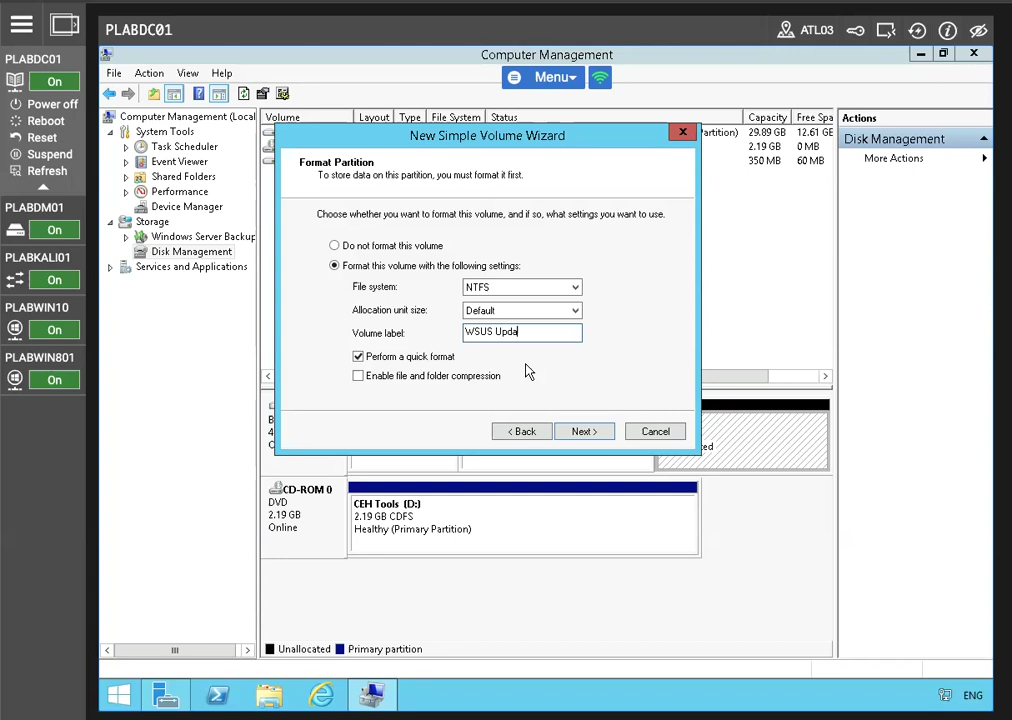 PLABDC01
ATL03
PLABDC01
On
Power off
Reboot
Reset
Suspend
Refresh
PLABDM01
On
PLABKALI01
On
PLABWIN10
On
PLABWIN801
On
Computer Management
File Action View Help
Menu
Computer Management (Local
System Tools
Task Scheduler
Event Viewer
Shared Folders
Performance
Device Manager
Storage
Windows Server Backup
Disk Management
Services and Applications
Volume Layout Type File System Status Capacity Free Spa
Partition) 29.89 GB 12.61 G
2.19 GB 0 MB
350 MB 60 MB
Actions
Disk Management
More Actions
New Simple Volume Wizard
Format Partition
To store data on this partition, you must format it first.
Choose whether you want to format this volume, and if so, what settings you want to use.
Do not format this volume
Format this volume with the following settings:
File system: NTFS
Allocation unit size: Default
Volume label: WSUS Upda
Perform a quick format
Enable file and folder compression
< Back Next > Cancel
B
4
O
ed
CD-ROM 0
DVD
2.19 GB
Online
CEH Tools (D:)
2.19 GB CDFS
Healthy (Primary Partition)
Unallocated Primary partition
ENG